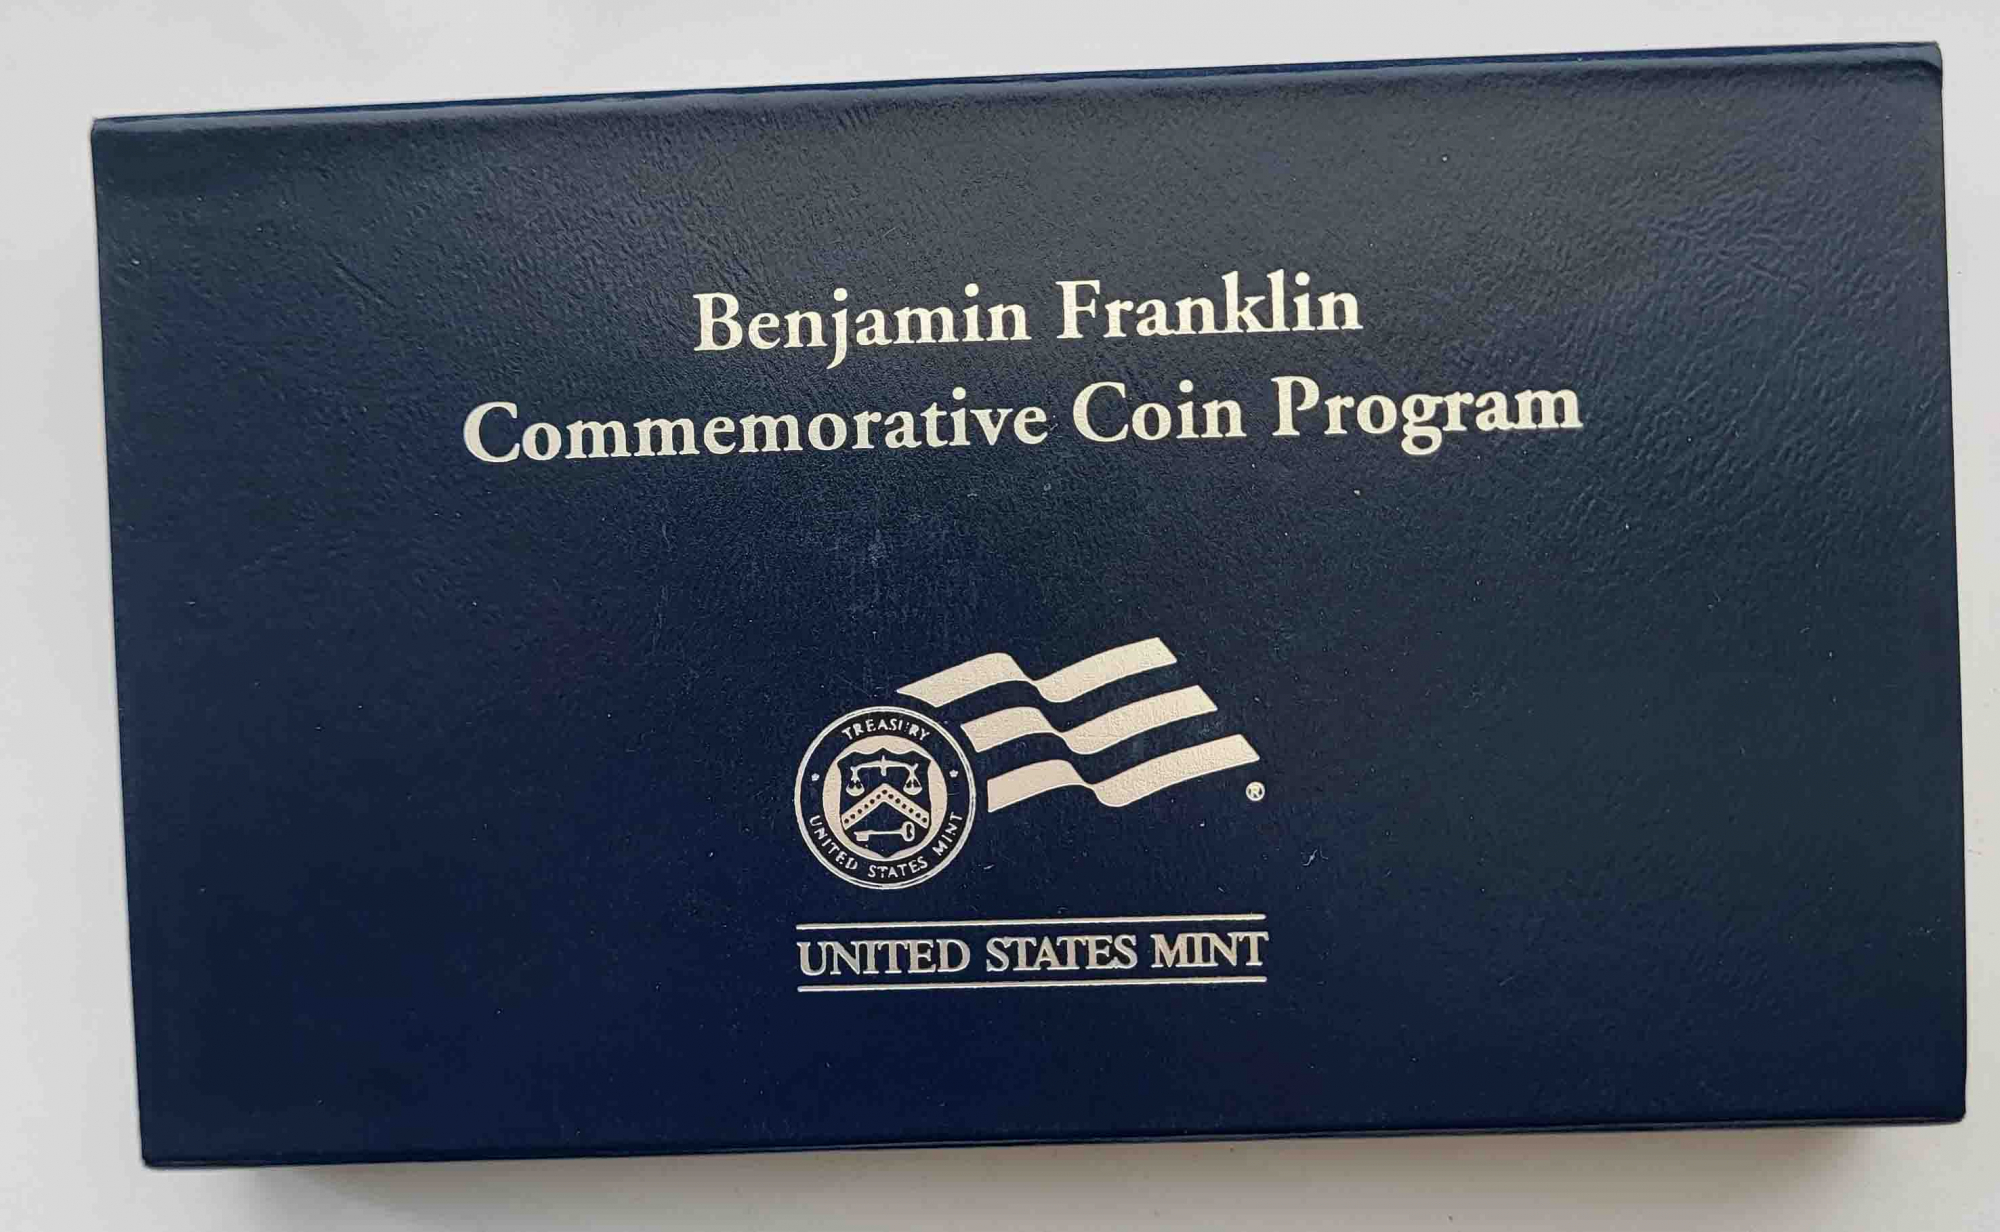 Benjamin Franklin
Commemorative Coin Program
TREASURY
UNITED STATES MINT
®
UNITED STATES MINT